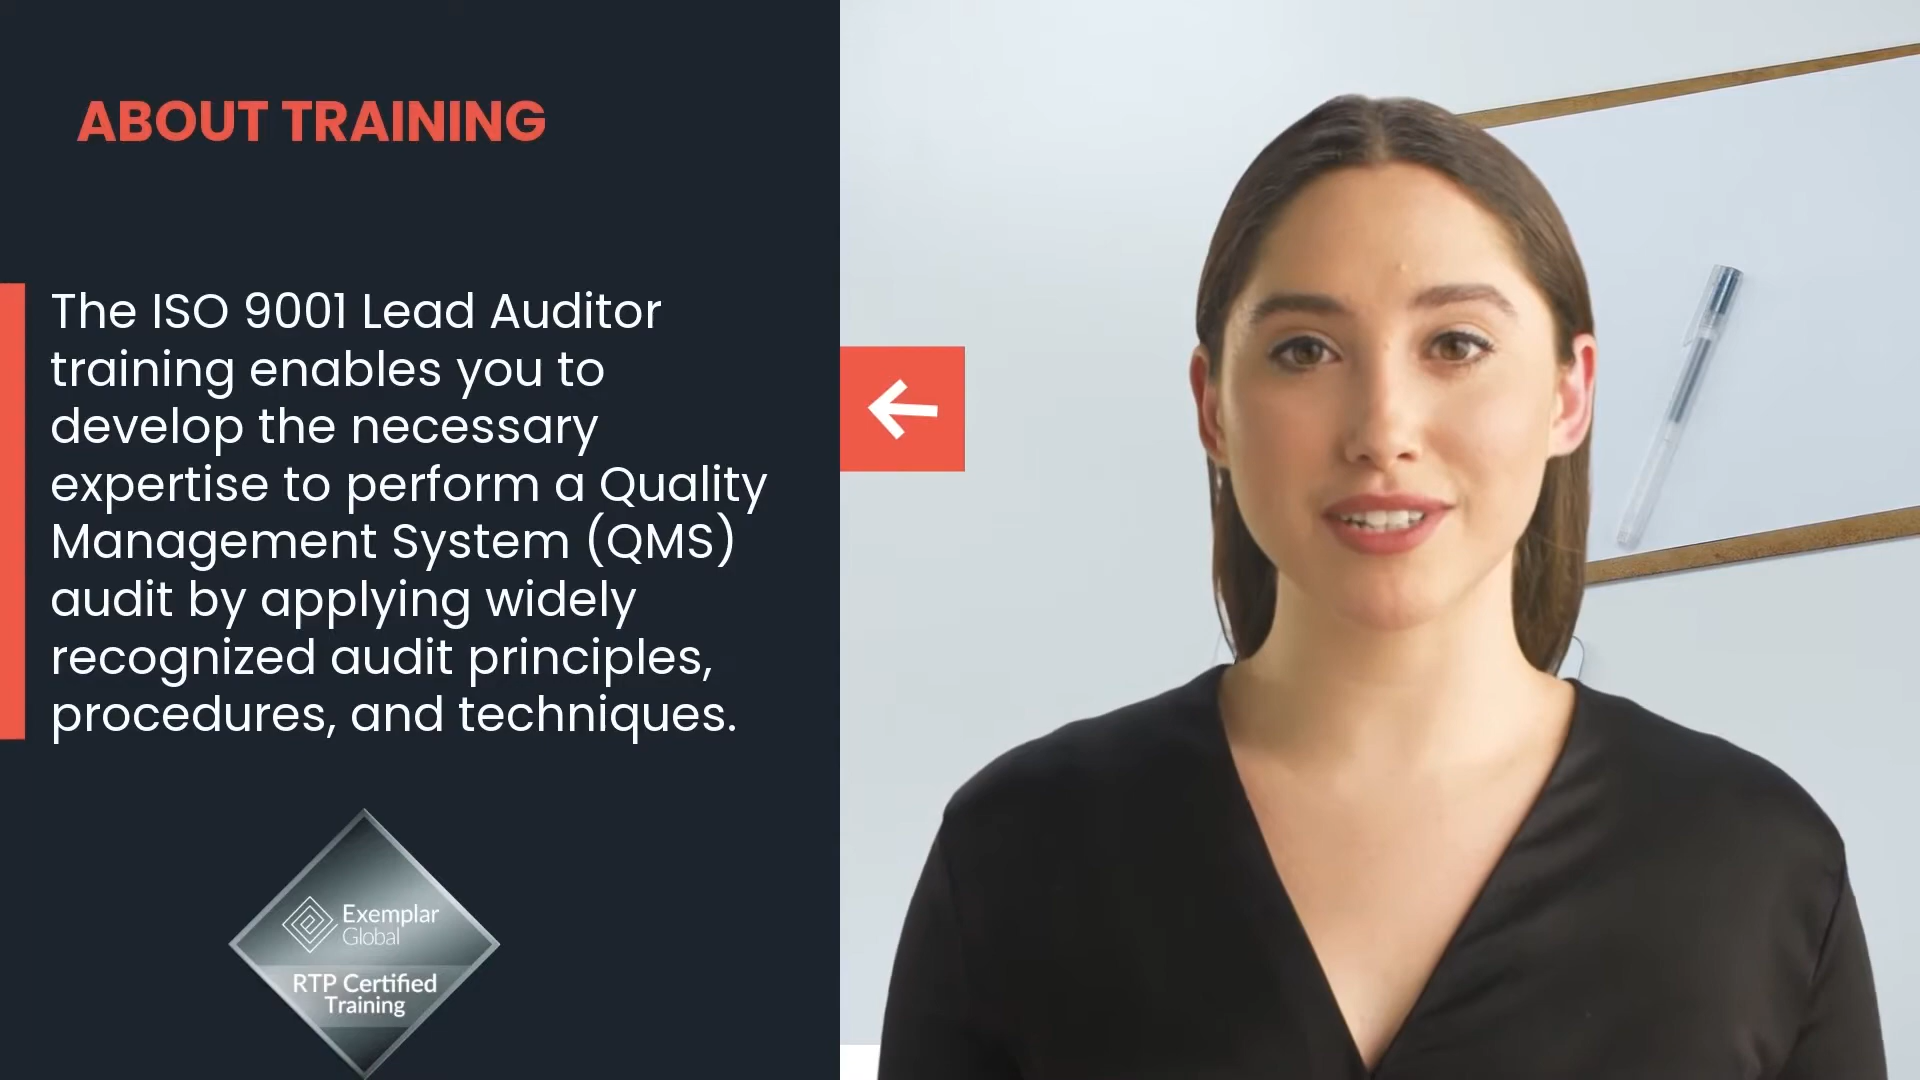 ABOUT TRAINING
The ISO 9001 Lead Auditor
training enables you to
develop the necessary
expertise to perform a Quality
Management System (QMS)
audit by applying widely
recognized audit principles,
procedures, and techniques.
Exemplar
Global
RTP Certified
Training